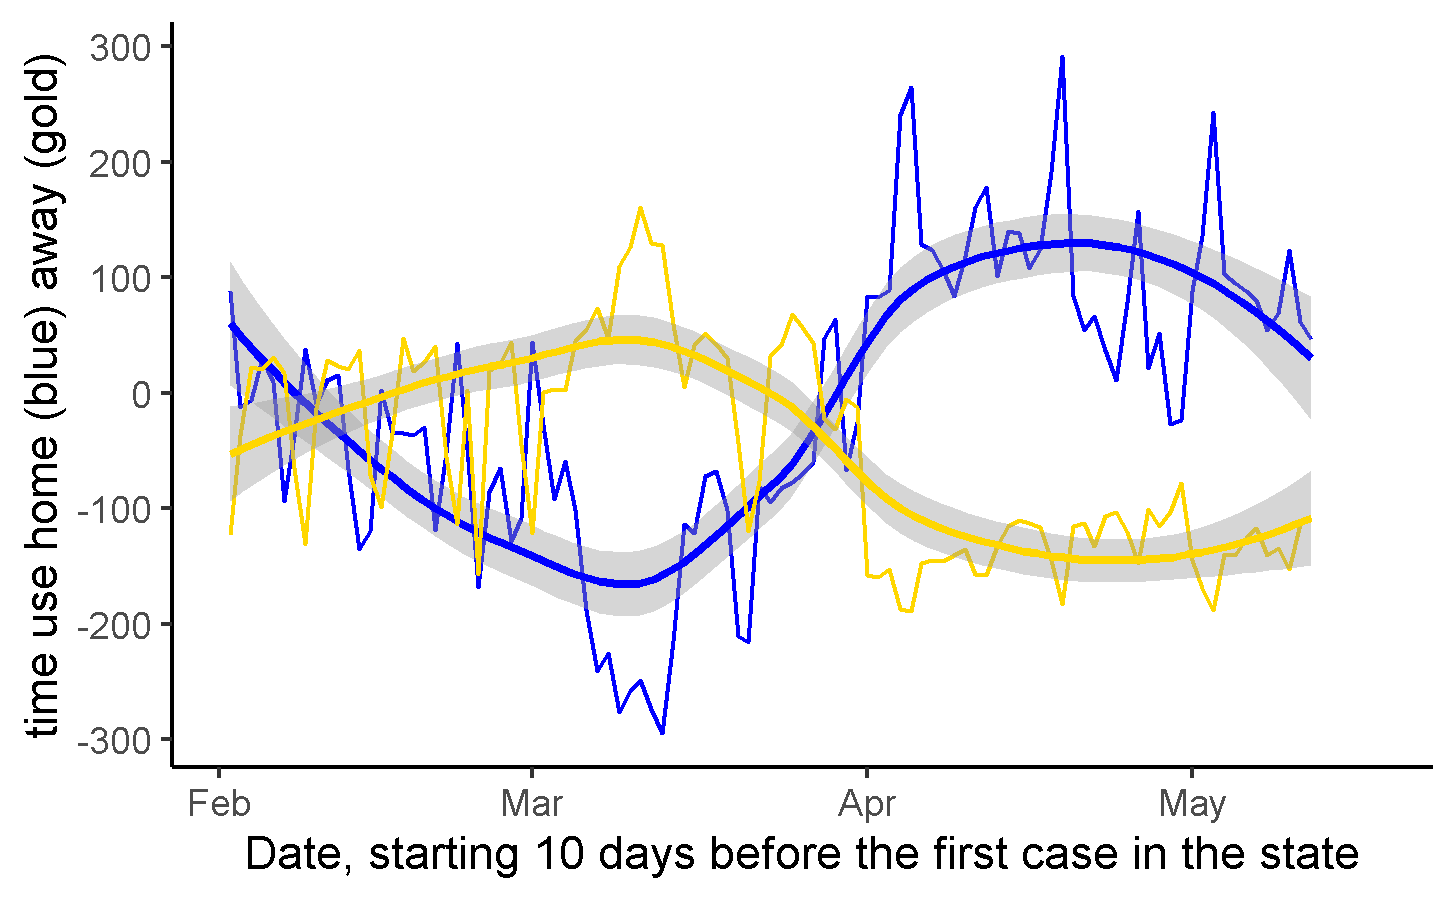 time use home (blue) away (gold)
300
200
100
0
-100
-200
-300
Feb Mar Apr May
Date, starting 10 days before the first case in the state